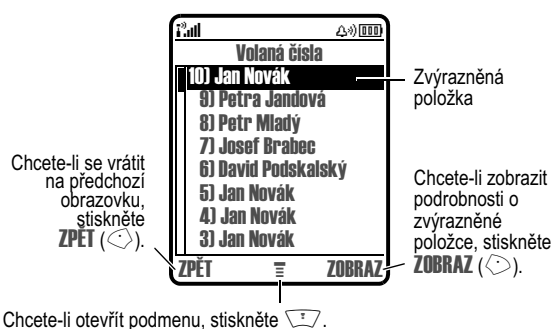 Volaná čísla
10) Jan Novák
9) Petra Jandová
8) Petr Mladý
7) Josef Brabec
6) David Podskalský
5) Jan Novák
4) Jan Novák
3) Jan Novák
ZPĚT
ZOBRAZ
Zvýrazněná
položka
Chcete-li se vrátit
na předchozí
obrazovku,
stiskněte
ZPĚT ( ).
Chcete-li zobrazit
podrobnosti o
zvýrazněné
položce, stiskněte
ZOBRAZ ( ).
Chcete-li otevřít podmenu, stiskněte .